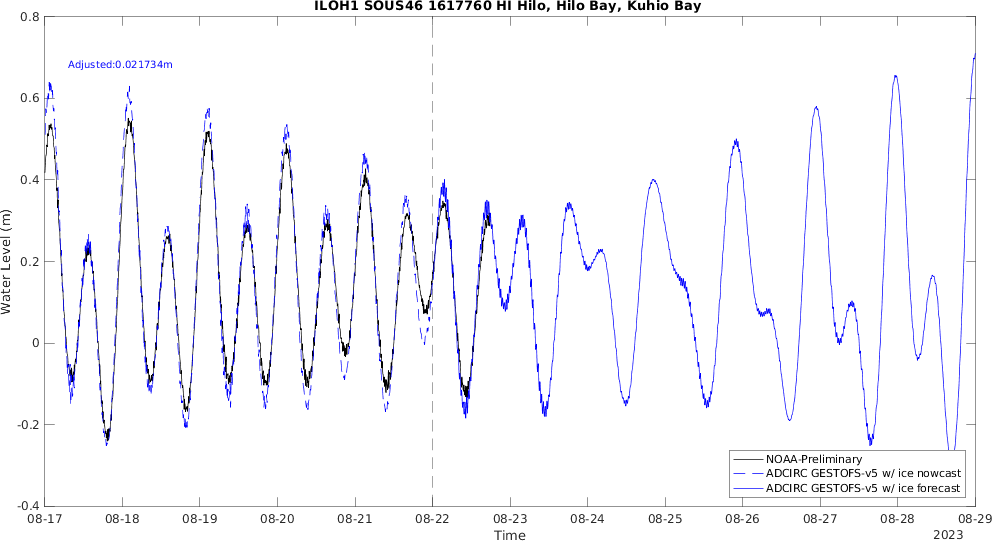 ILOH1 SOUS46 1617760 HI Hilo, Hilo Bay, Kuhio Bay
Adjusted:0.021734m
Water Level (m)
0.8
0.6
0.4
0.2
0
-0.2
-0.4
NOAA-Preliminary
ADCIRC GESTOFS-v5 w/ ice nowcast
ADCIRC GESTOFS-v5 w/ ice forecast
08-17 08-18 08-19 08-20 08-21 08-22 08-23 08-24 08-25 08-26 08-27 08-28 08-29
Time
2023